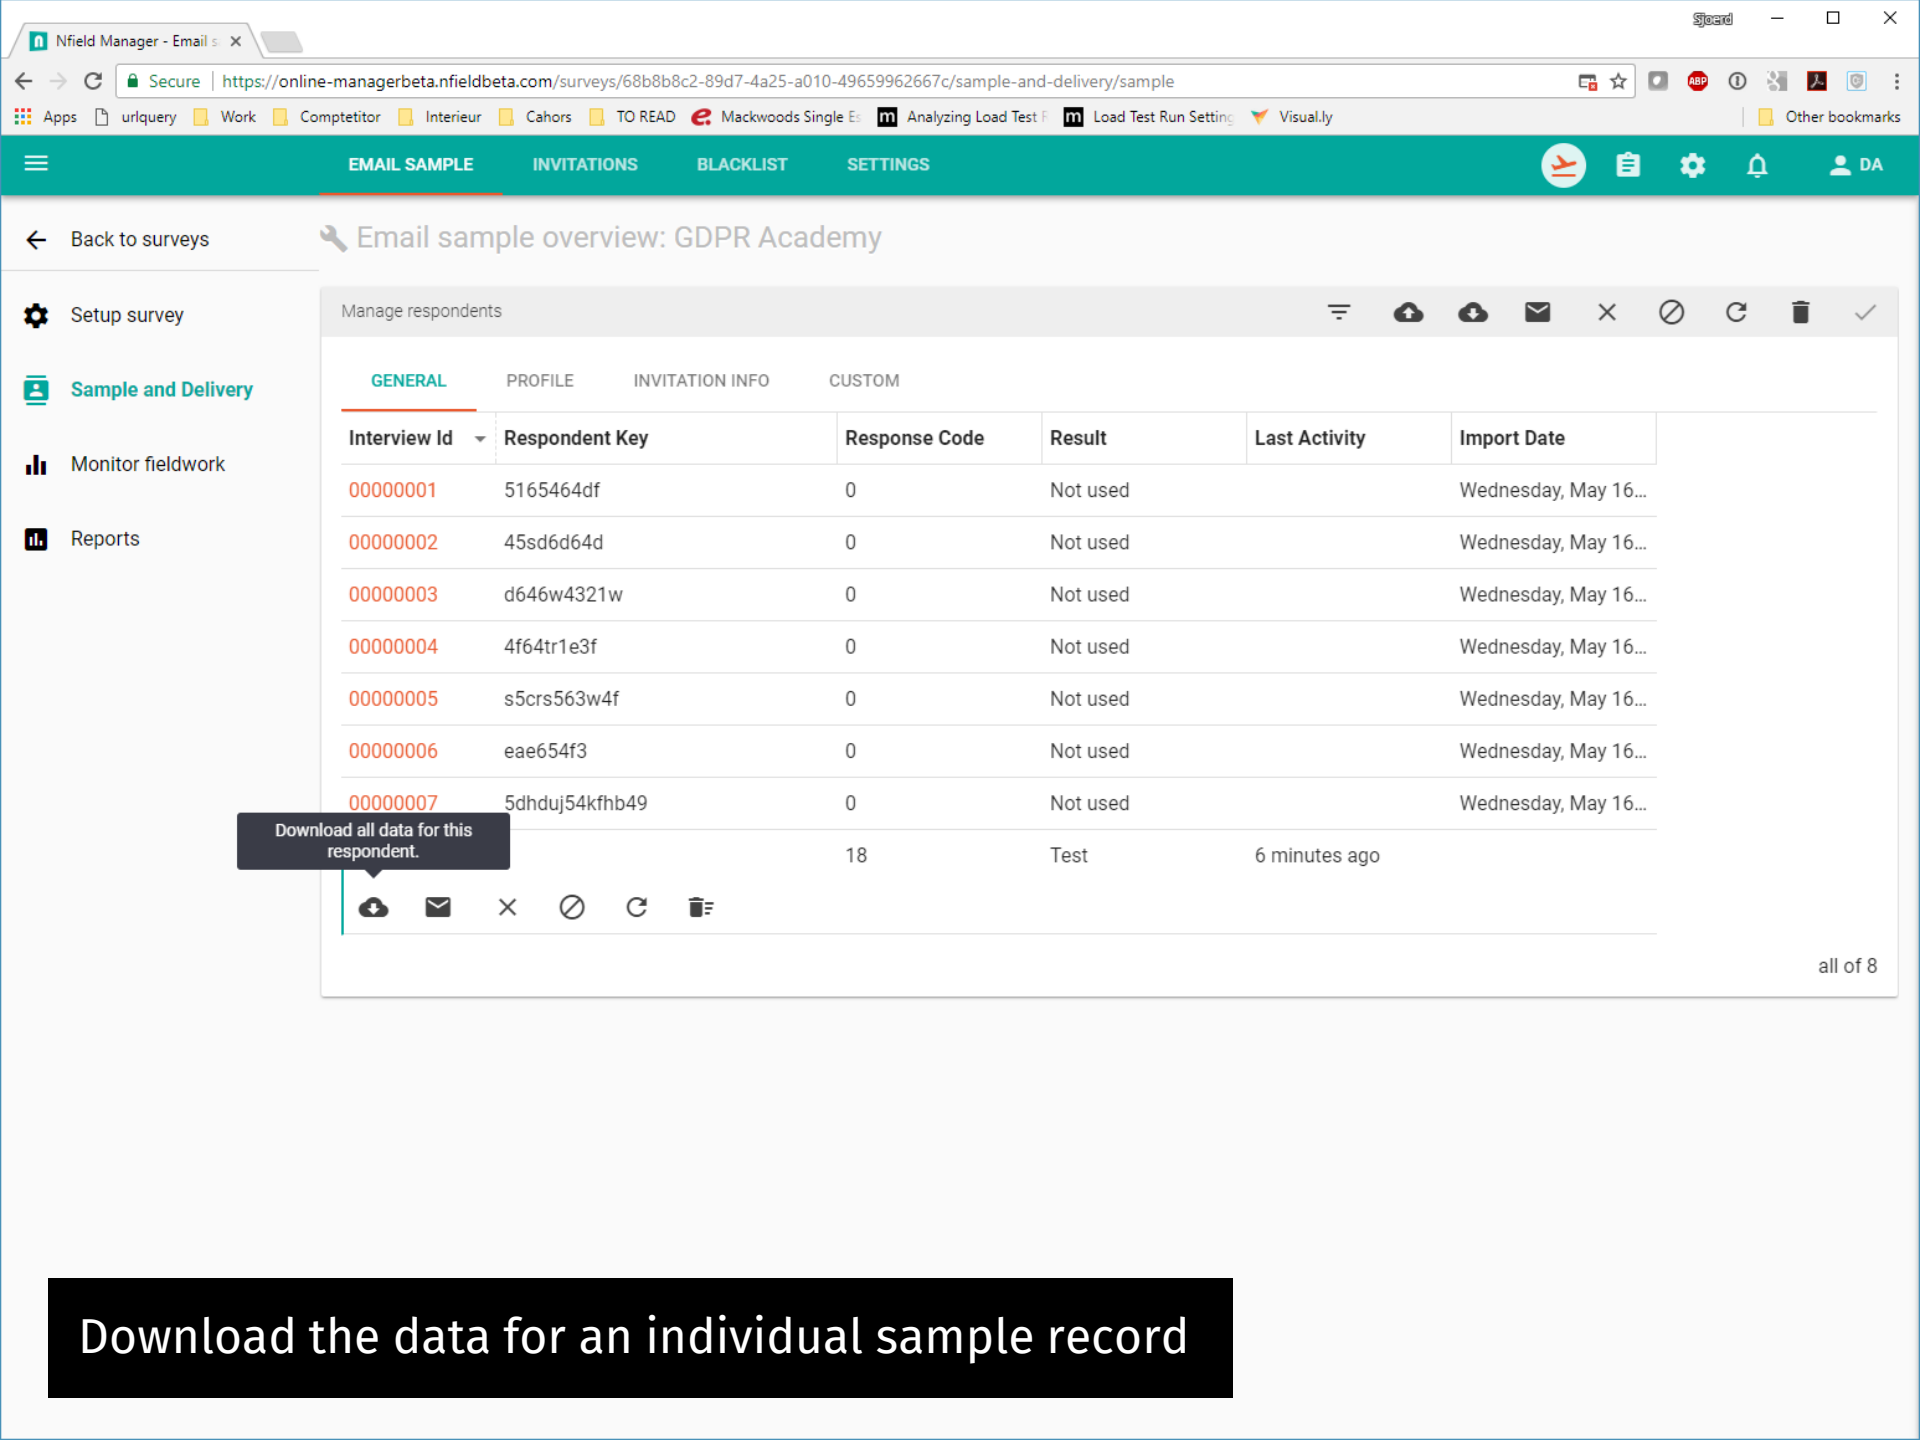 Sjoerd
Nfield Manager - Email s
Secure https://online-managerbeta.nfieldbeta.com/surveys/68b8b8c2-89d7-4a25-a010-49659962667c/sample-and-delivery/sample
ABP
Apps urlquery Work Comptetitor Interieur Cahors TO READ Mackwoods Single Es Analyzing Load Test Load Test Run Setting Visual.ly Other bookmarks
EMAIL SAMPLE INVITATIONS BLACKLIST SETTINGS DA
Back to surveys
Email sample overview: GDPR Academy
Setup survey
Sample and Delivery
Monitor fieldwork
Reports
Manage respondents
GENERAL PROFILE INVITATION INFO CUSTOM
Interview Id Respondent Key Response Code Result Last Activity Import Date
00000001 5165464df 0 Not used Wednesday, May 16...
00000002 45sd6d64d 0 Not used Wednesday, May 16...
00000003 d646w4321w 0 Not used Wednesday, May 16...
00000004 4f64tr1e3f 0 Not used Wednesday, May 16...
00000005 s5crs563w4f 0 Not used Wednesday, May 16...
00000006 eae654f3 0 Not used Wednesday, May 16...
00000007 5dhduj54kfhb49 0 Not used Wednesday, May 16...
Download all data for this
respondent.
18 Test 6 minutes ago
all of 8
Download the data for an individual sample record